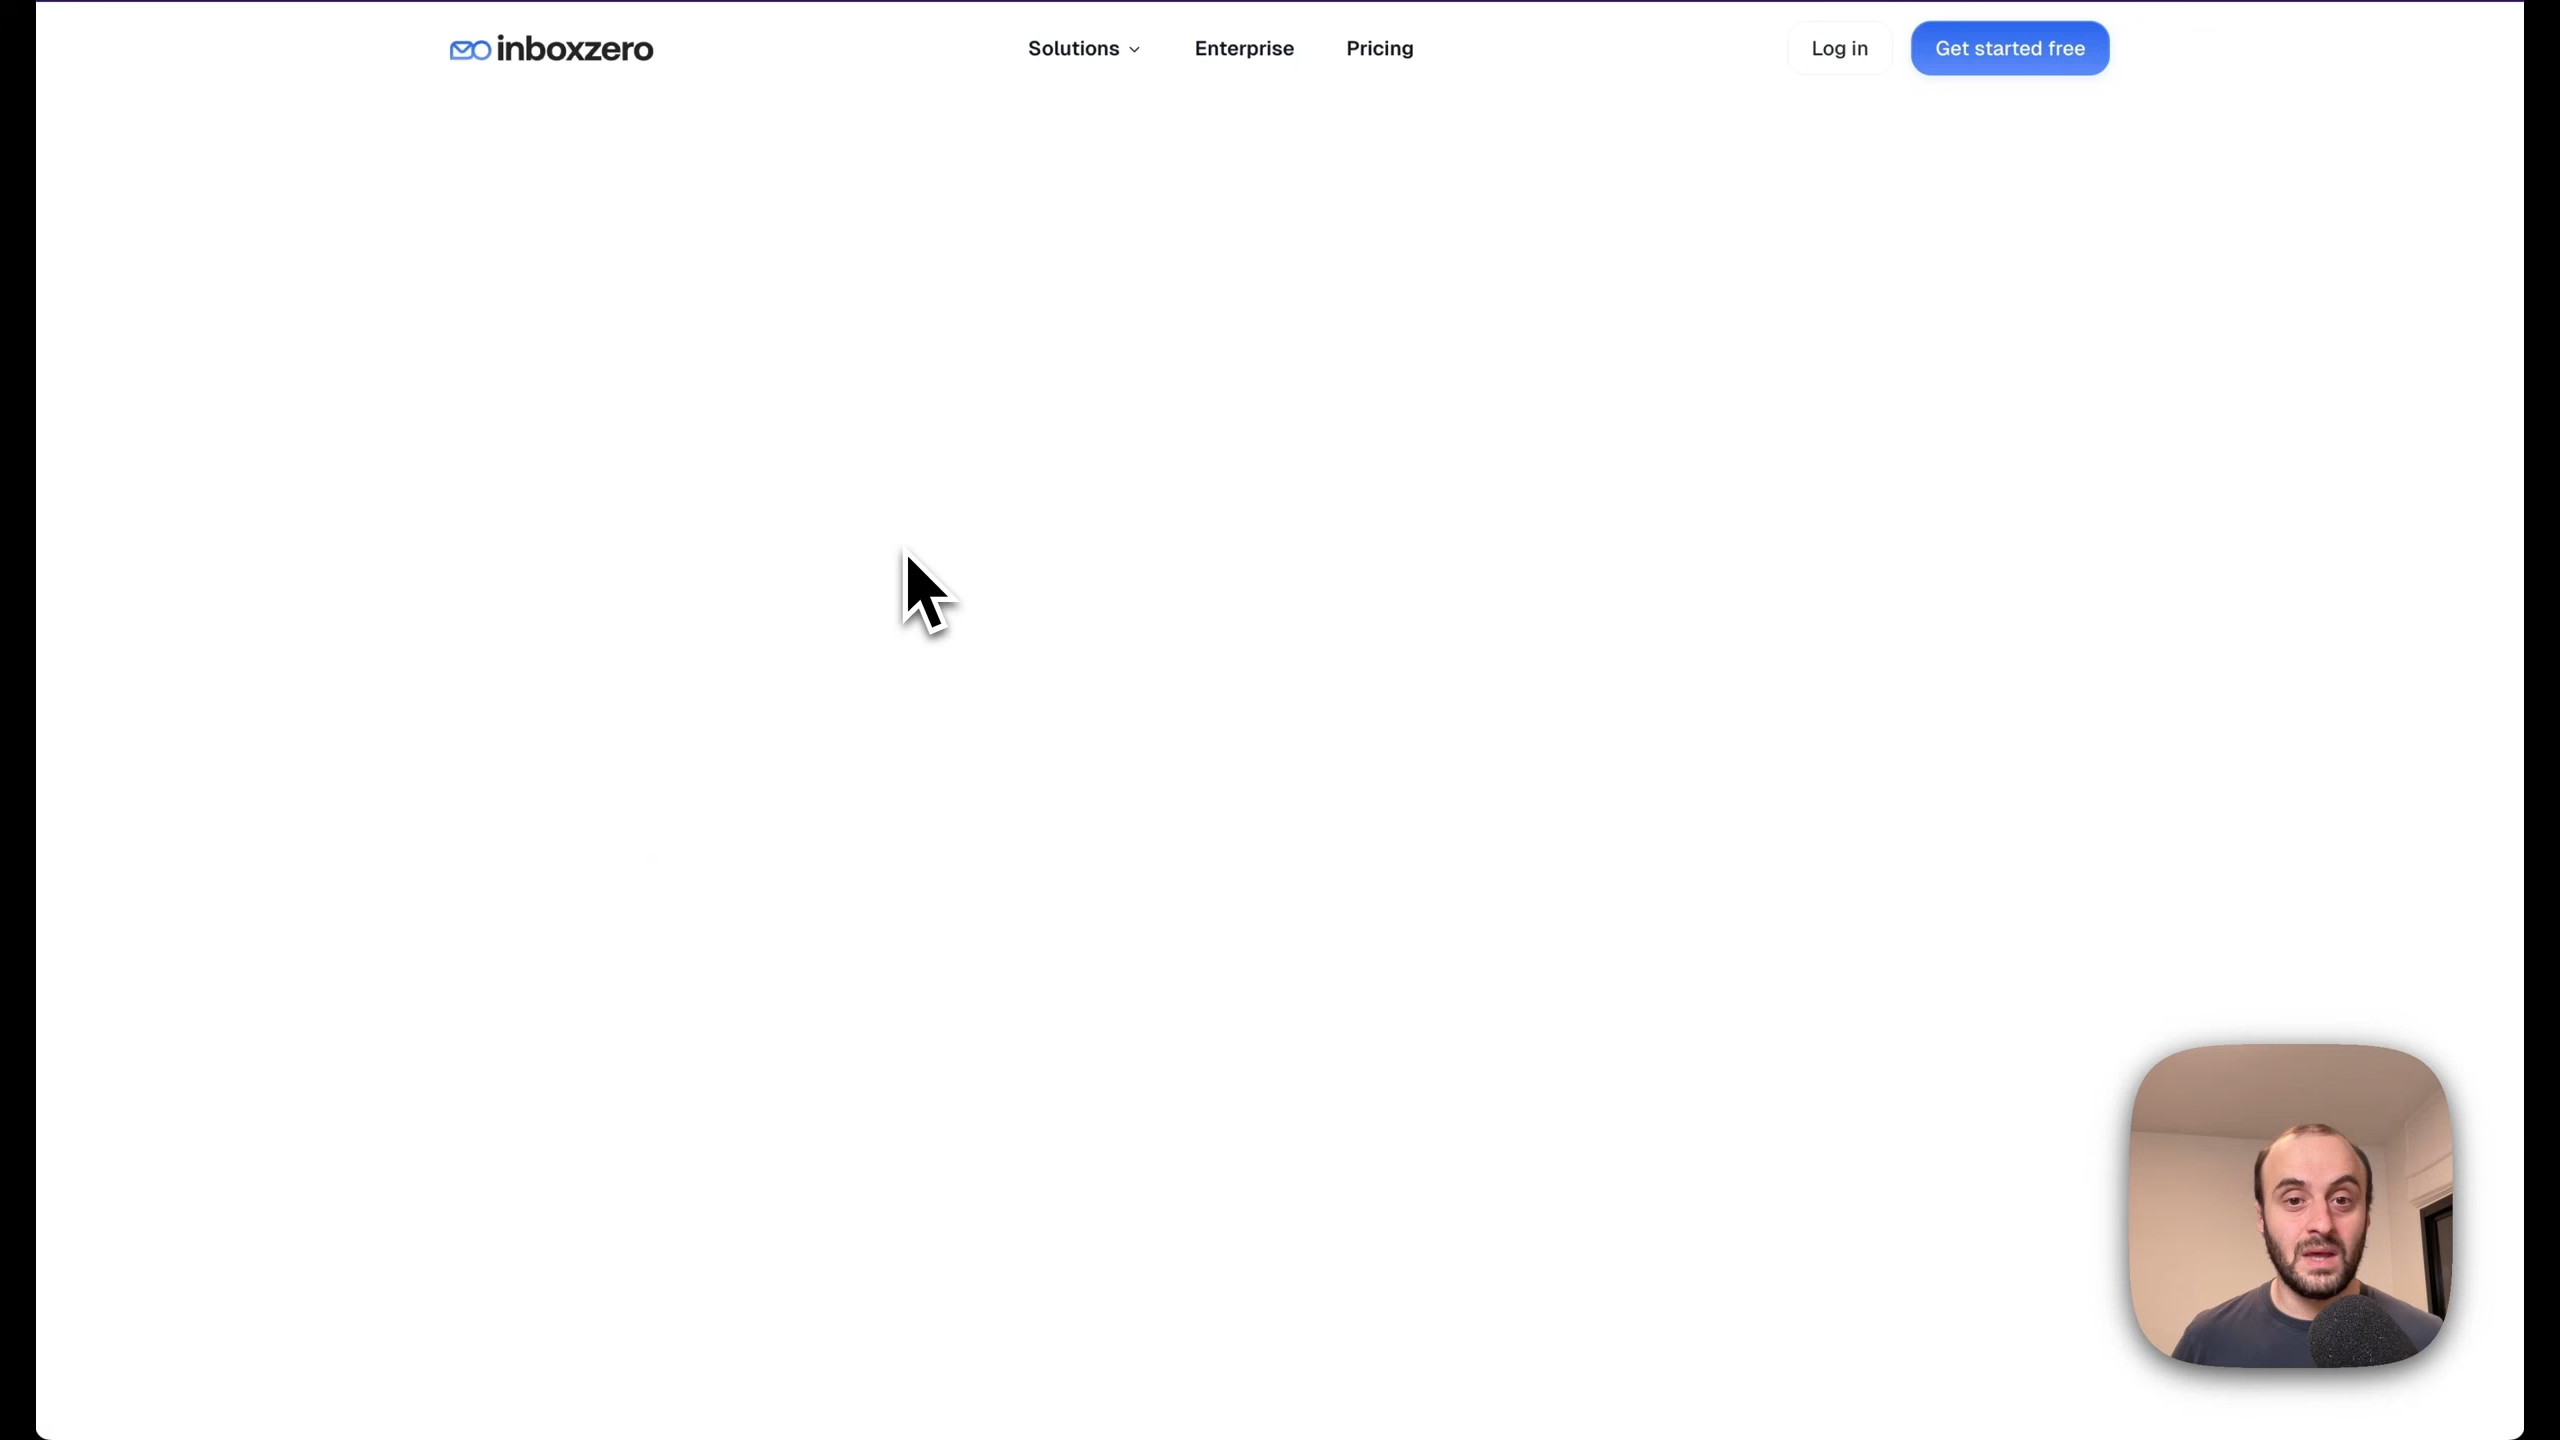 inboxzero
Solutions
Enterprise
Pricing
Log in
Get started free